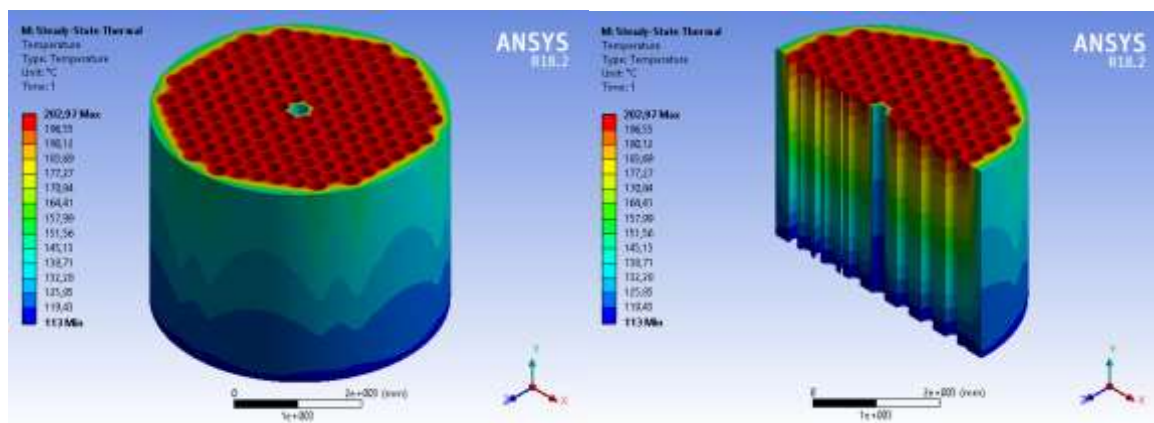 M: Steady-State Thermal
Temperature
Type: Temperature
Unit: °C
Time: 1
202,97 Max
196,55
190,12
183,69
177,27
170,84
164,41
157,99
151,56
145,13
138,71
132,28
125,85
119,43
113 Min
ANSYS
R18.2
0
2e+003 (mm)
1e+003
Y
Z
X
M: Steady-State Thermal
Temperature
Type: Temperature
Unit: °C
Time: 1
202,97 Max
196,55
190,12
183,69
177,27
170,84
164,41
157,99
151,56
145,13
138,71
132,28
125,85
119,43
113 Min
ANSYS
R18.2
0
2e+003 (mm)
1e+003
Y
Z
X